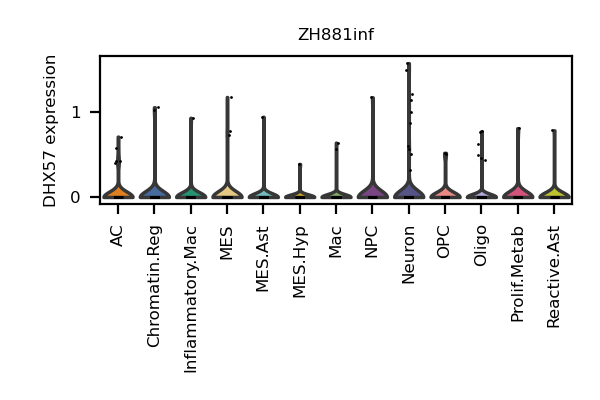 ZH881inf
DHX57 expression
1
0
AC
Chromatin.Reg
Inflammatory.Mac
MES
MES.Ast
MES.Hyp
Mac
NPC
Neuron
OPC
Oligo
Prolif.Metab
Reactive.Ast